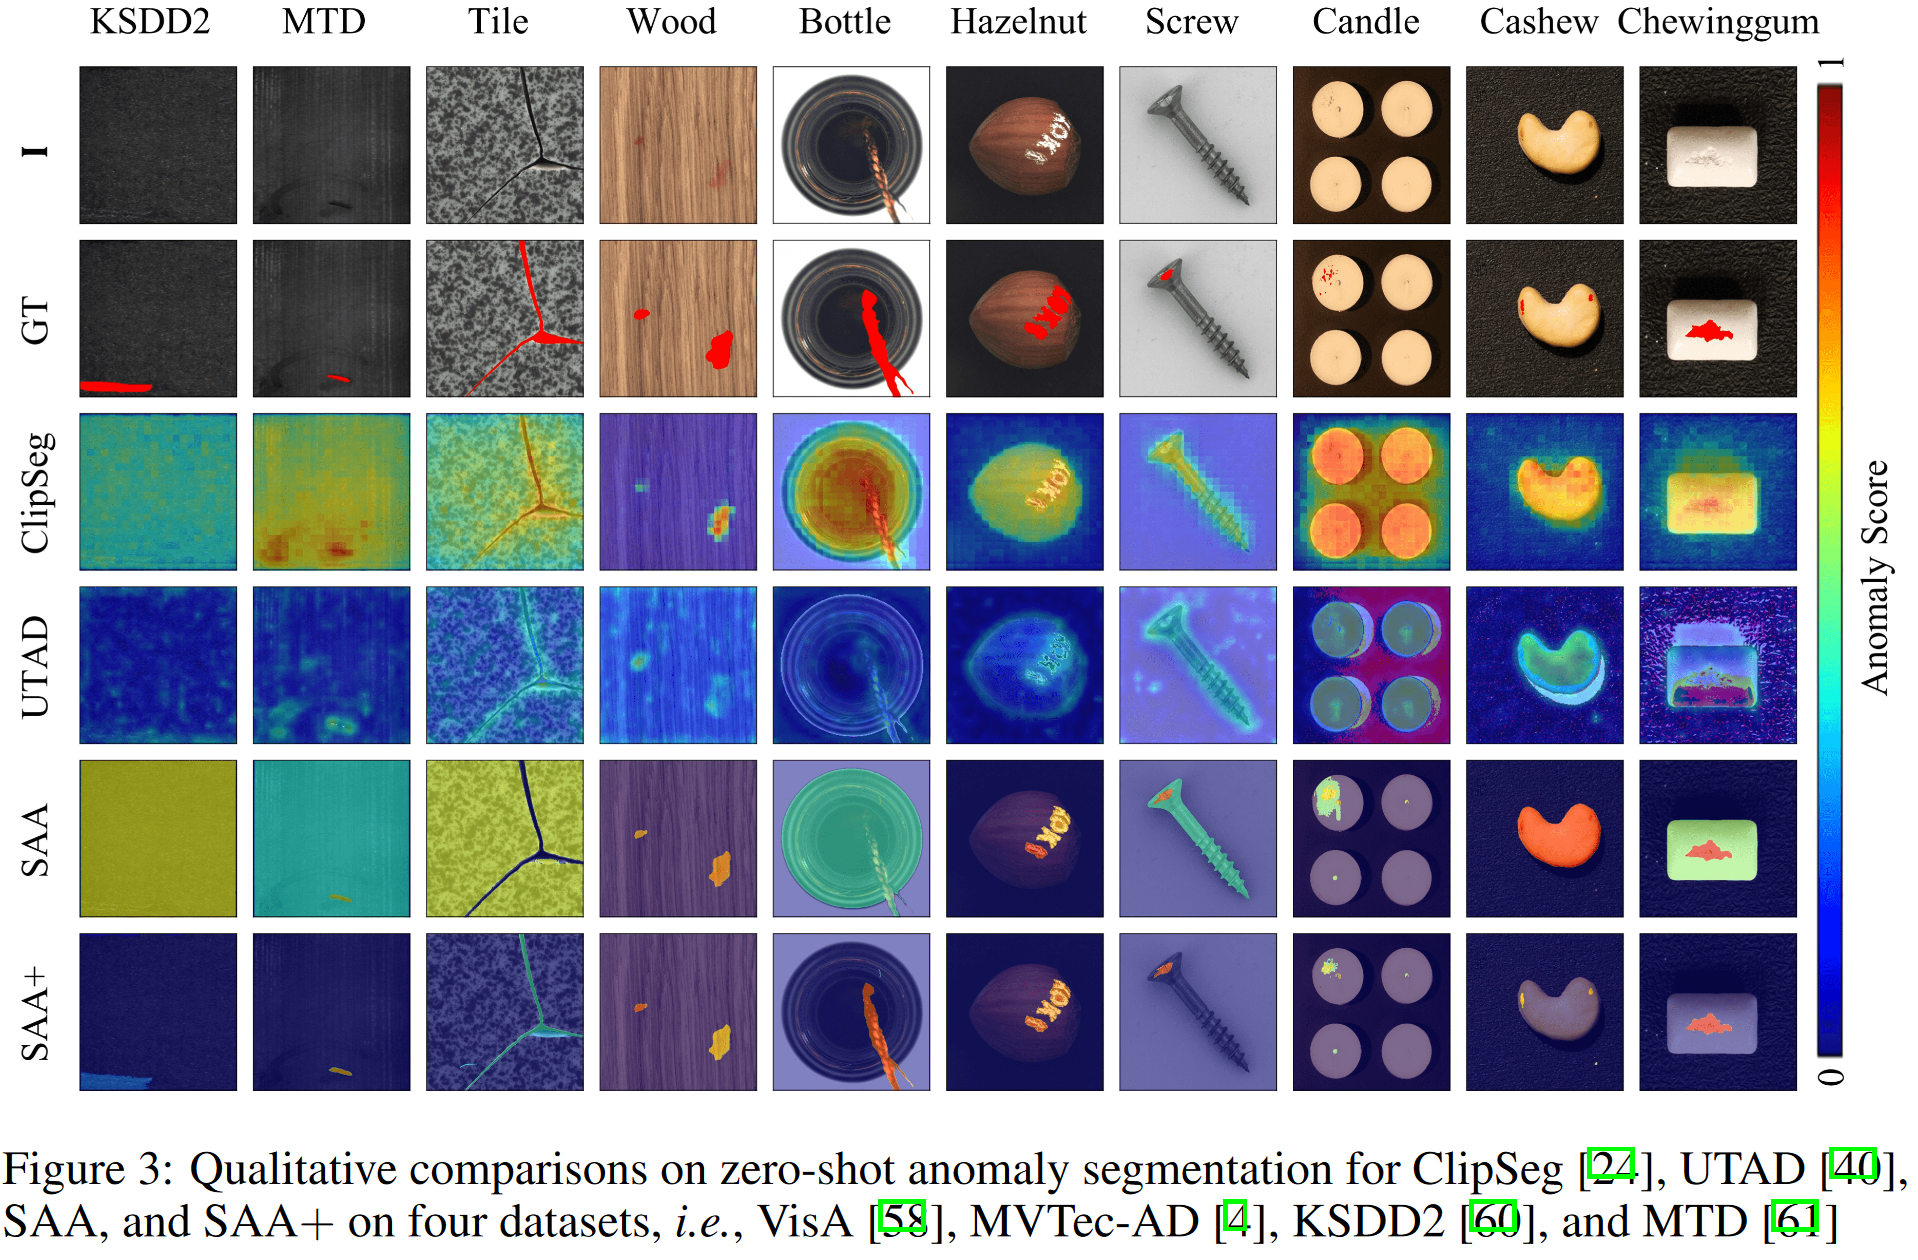 KSDD2 MTD Tile Wood Bottle Hazelnut Screw Candle Cashew Chewinggum
I
GT
ClipSeg
UTAD
SAA
SAA+
1
Anomaly Score
0
Figure 3: Qualitative comparisons on zero-shot anomaly segmentation for ClipSeg [24], UTAD [40],
SAA, and SAA+ on four datasets, i.e., VisA [58], MVTec-AD [4], KSDD2 [60], and MTD [61]